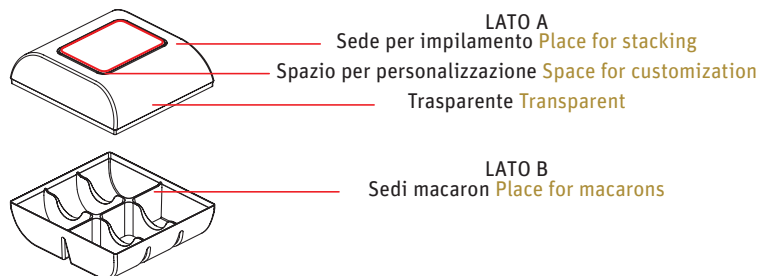 LATO A
Sede per impilamento Place for stacking
Spazio per personalizzazione Space for customization
Trasparente Transparent
LATO B
Sedi macaron Place for macarons